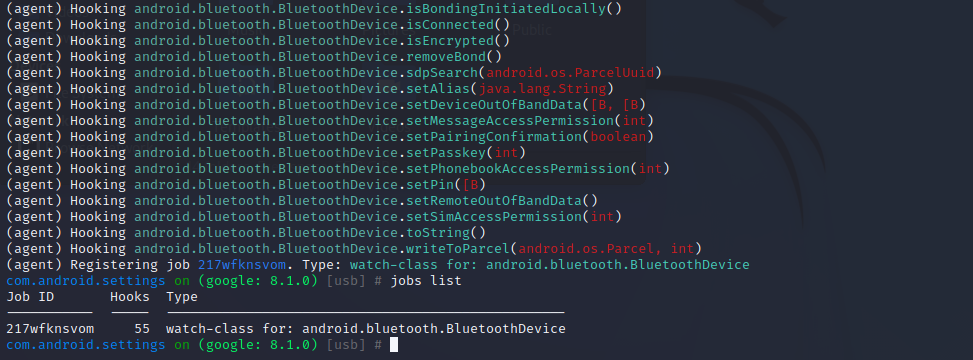 (agent) Hooking android.bluetooth.BluetoothDevice.isBondingInitiatedLocally()
(agent) Hooking android.bluetooth.BluetoothDevice.isConnected()
(agent) Hooking android.bluetooth.BluetoothDevice.isEncrypted()
(agent) Hooking android.bluetooth.BluetoothDevice.removeBond()
(agent) Hooking android.bluetooth.BluetoothDevice.sdpSearch(android.os.ParcelUuid)
(agent) Hooking android.bluetooth.BluetoothDevice.setAlias(java.lang.String)
(agent) Hooking android.bluetooth.BluetoothDevice.setDeviceOutOfBandData([B, [B)
(agent) Hooking android.bluetooth.BluetoothDevice.setMessageAccessPermission(int)
(agent) Hooking android.bluetooth.BluetoothDevice.setPairingConfirmation(boolean)
(agent) Hooking android.bluetooth.BluetoothDevice.setPasskey(int)
(agent) Hooking android.bluetooth.BluetoothDevice.setPhonebookAccessPermission(int)
(agent) Hooking android.bluetooth.BluetoothDevice.setPin([B)
(agent) Hooking android.bluetooth.BluetoothDevice.setRemoteOutOfBandData()
(agent) Hooking android.bluetooth.BluetoothDevice.setSimAccessPermission(int)
(agent) Hooking android.bluetooth.BluetoothDevice.toString()
(agent) Hooking android.bluetooth.BluetoothDevice.writeToParcel(android.os.Parcel, int)
(agent) Registering job 217wfknsvom. Type: watch-class for: android.bluetooth.BluetoothDevice
com.android.settings on (google: 8.1.0) [usb] # jobs list
Job ID Hooks Type
217wfknsvom 55 watch-class for: android.bluetooth.BluetoothDevice
com.android.settings on (google: 8.1.0) [usb] #